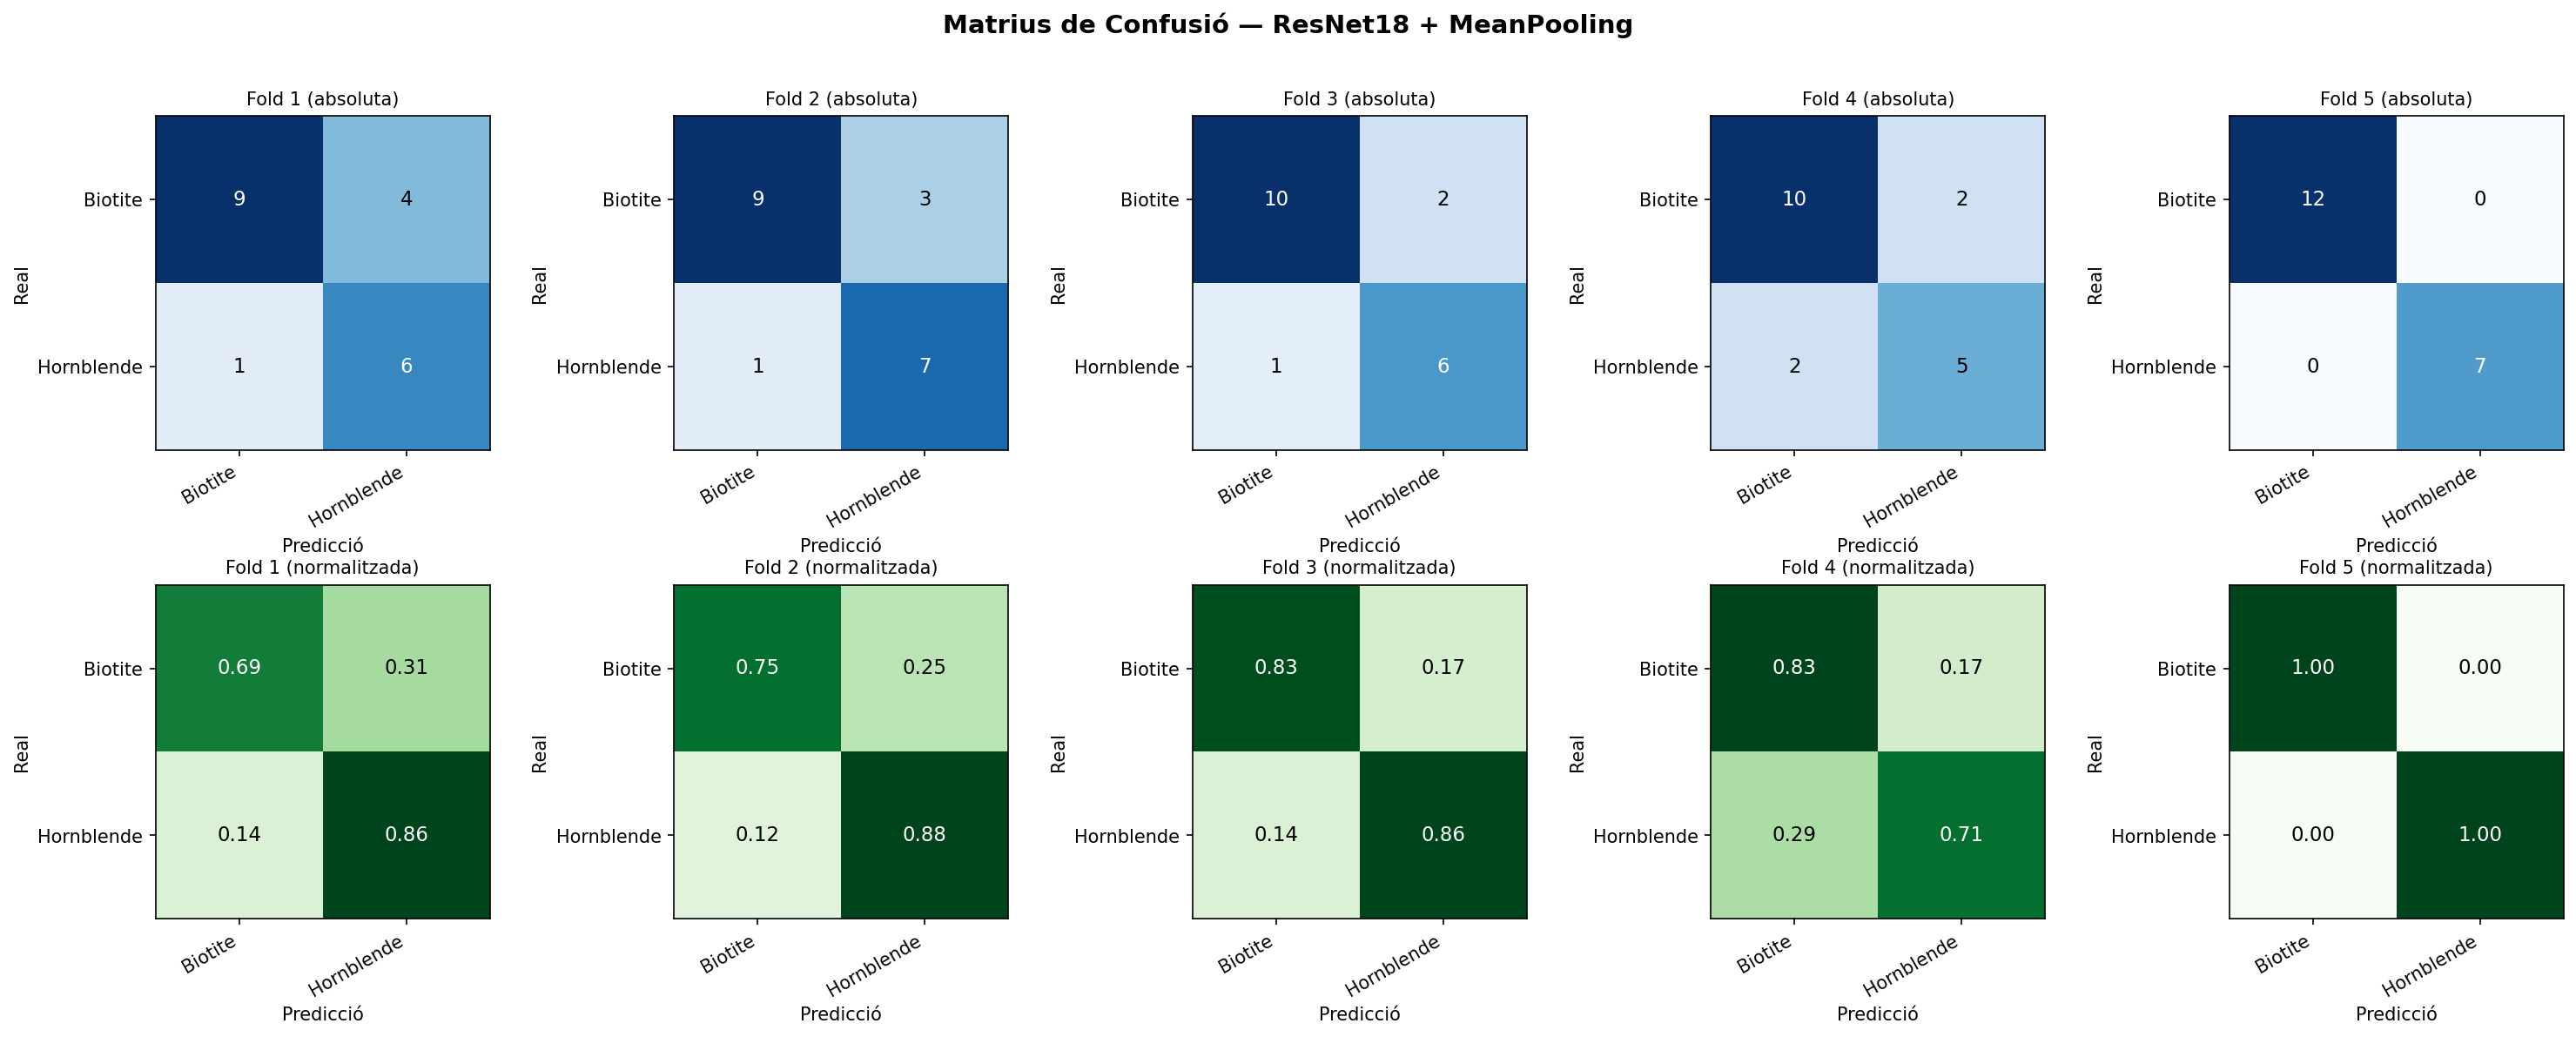 Matrius de Confusió — ResNet18 + MeanPooling
Fold 1 (absoluta)
Real
Biotite
9
4
Hornblende
1
6
Biotite
Hornblende
Predicció
Fold 2 (absoluta)
Real
Biotite
9
3
Hornblende
1
7
Biotite
Hornblende
Predicció
Fold 3 (absoluta)
Real
Biotite
10
2
Hornblende
1
6
Biotite
Hornblende
Predicció
Fold 4 (absoluta)
Real
Biotite
10
2
Hornblende
2
5
Biotite
Hornblende
Predicció
Fold 5 (absoluta)
Real
Biotite
12
0
Hornblende
0
7
Biotite
Hornblende
Predicció
Fold 1 (normalitzada)
Real
Biotite
0.69
0.31
Hornblende
0.14
0.86
Biotite
Hornblende
Predicció
Fold 2 (normalitzada)
Real
Biotite
0.75
0.25
Hornblende
0.12
0.88
Biotite
Hornblende
Predicció
Fold 3 (normalitzada)
Real
Biotite
0.83
0.17
Hornblende
0.14
0.86
Biotite
Hornblende
Predicció
Fold 4 (normalitzada)
Real
Biotite
0.83
0.17
Hornblende
0.29
0.71
Biotite
Hornblende
Predicció
Fold 5 (normalitzada)
Real
Biotite
1.00
0.00
Hornblende
0.00
1.00
Biotite
Hornblende
Predicció